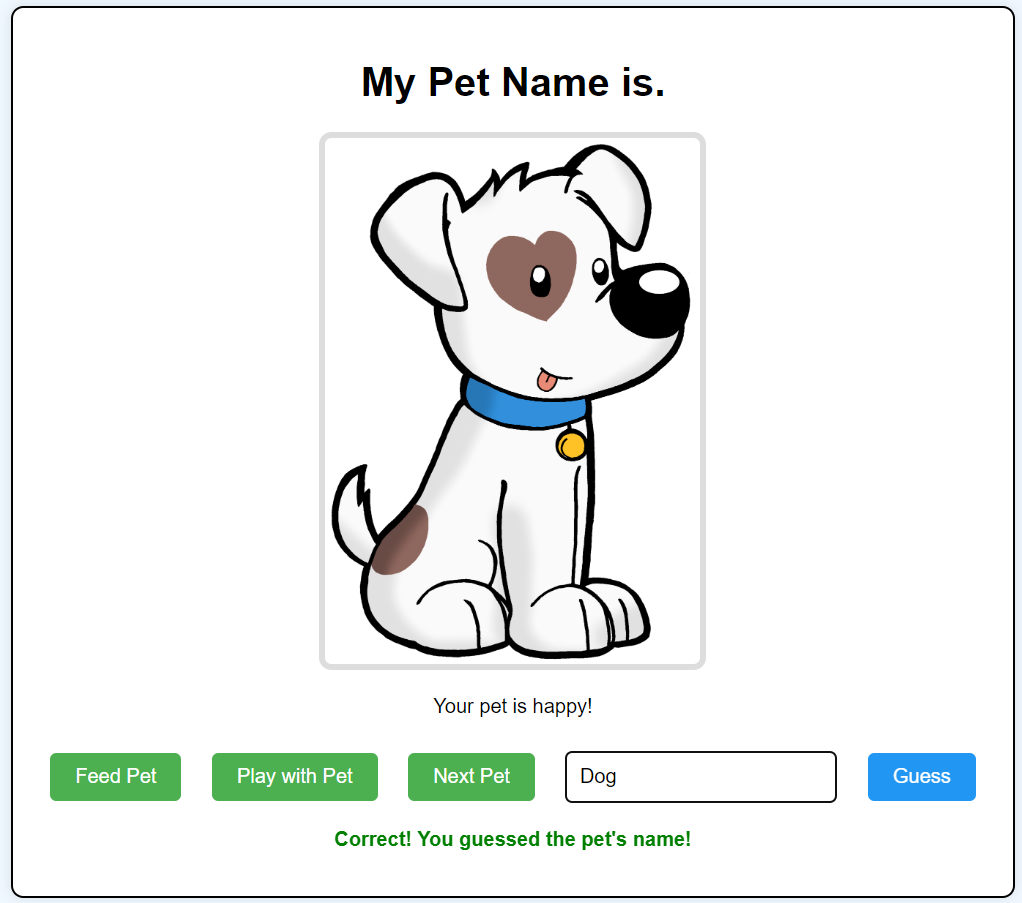 My Pet Name is.
Your pet is happy!
Feed Pet Play with Pet Next Pet Dog Guess
Correct! You guessed the pet's name!